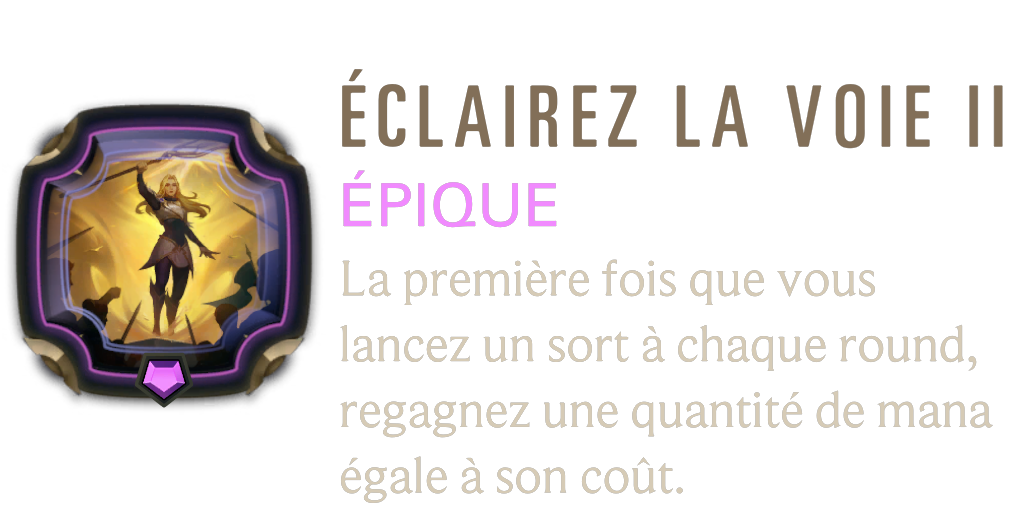 ÉCLAIREZ LA VOIE II
ÉPIQUE
La première fois que vous
lancez un sort à chaque round,
regagnez une quantité de mana
égale à son coût.